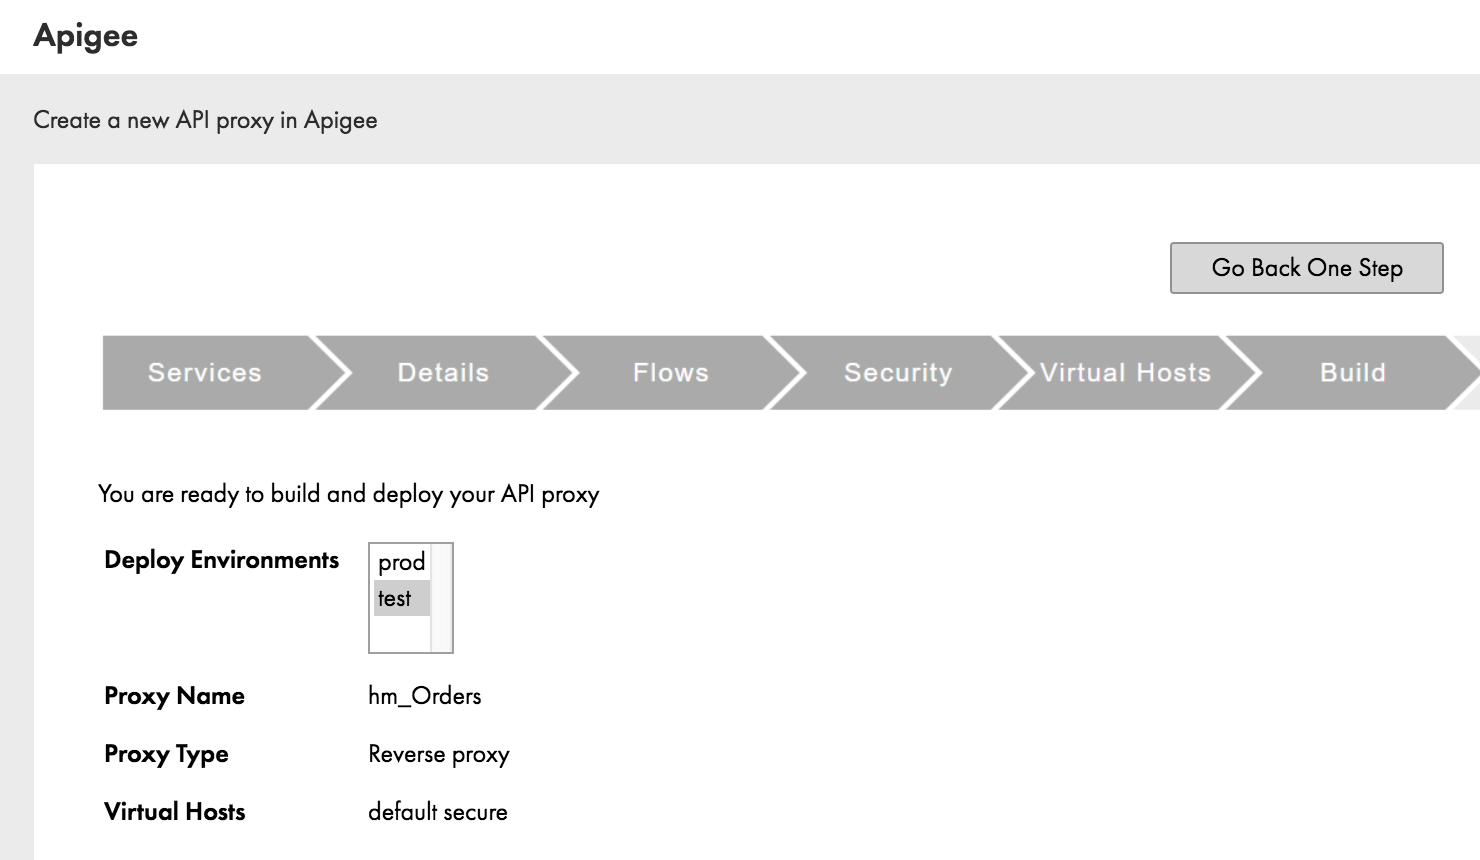 Apigee
Create a new API proxy in Apigee
Go Back One Step
Services Details Flows Security Virtual Hosts Build
You are ready to build and deploy your API proxy
Deploy Environments prod
test
Proxy Name hm_Orders
Proxy Type Reverse proxy
Virtual Hosts default secure